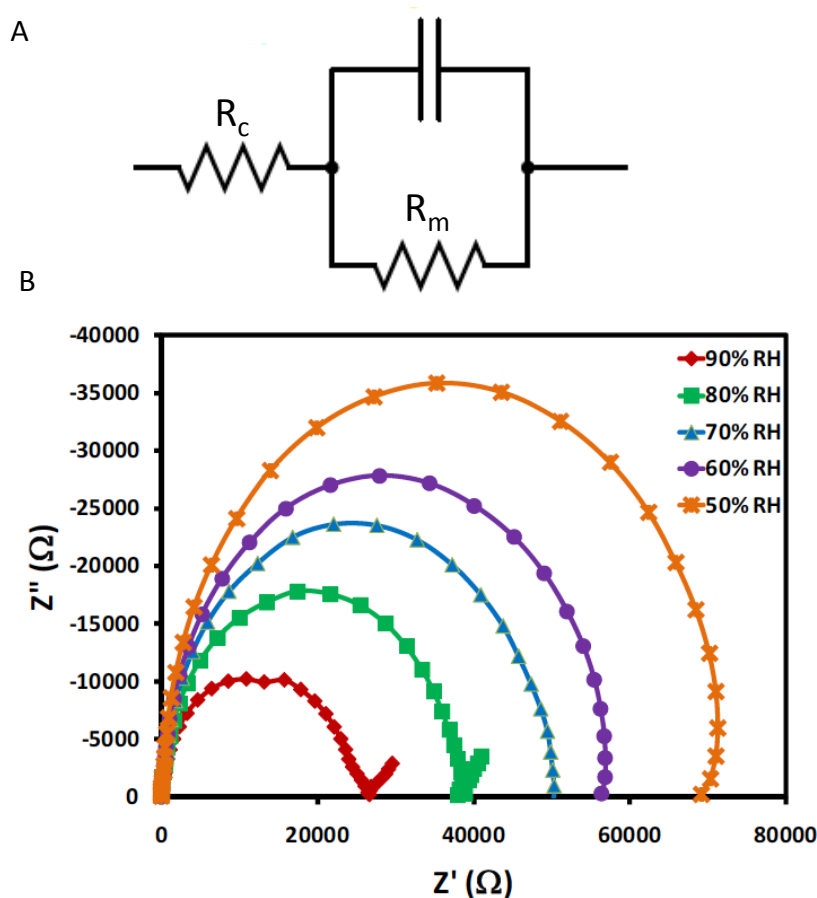 A
Rc
Rm
B
-40000
-35000
-30000
-25000
-20000
-15000
-10000
-5000
0
Z" (Ω)
90% RH
80% RH
70% RH
60% RH
50% RH
0 20000 40000 60000 80000
Z' (Ω)